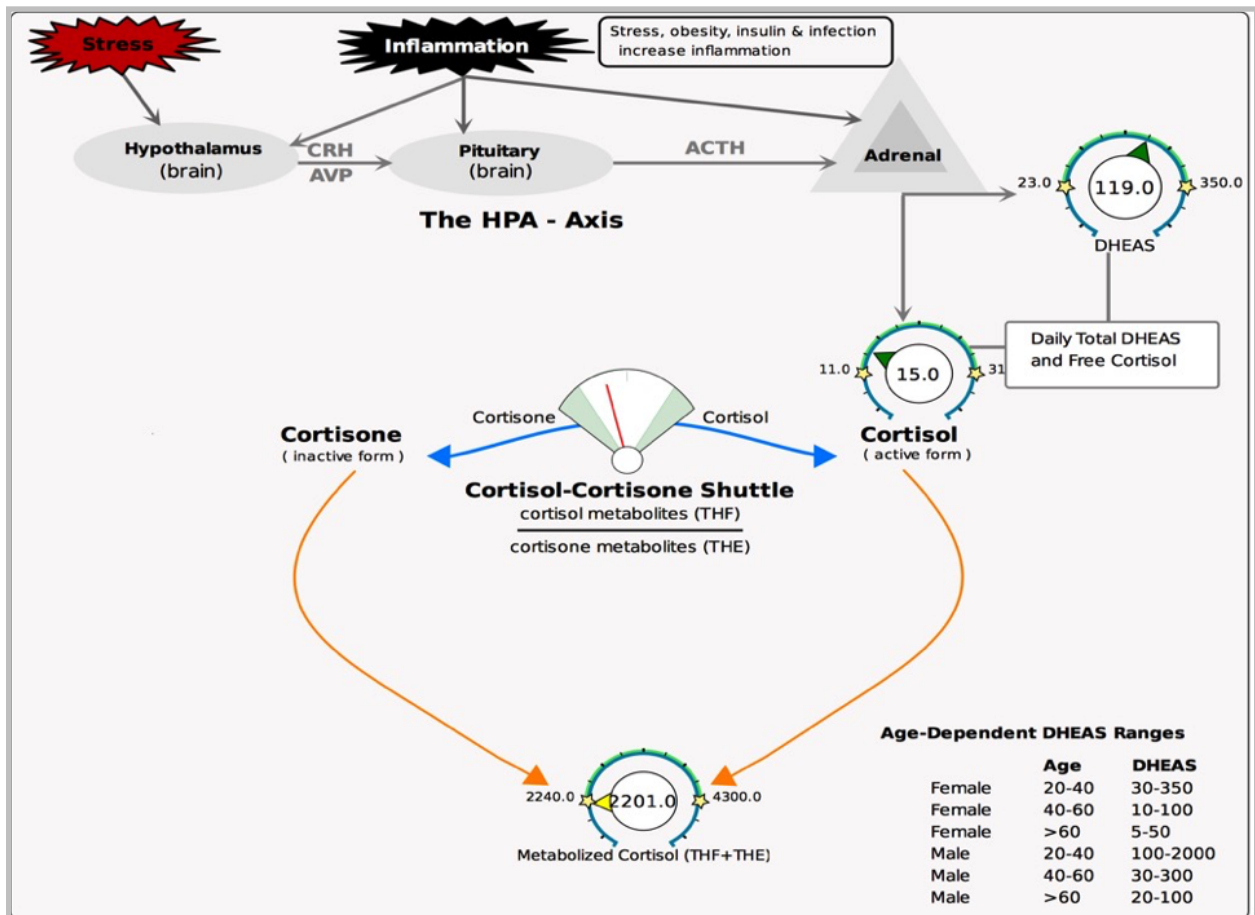 Stress
Inflammation
Stress, obesity, insulin & infection
increase inflammation
Hypothalamus
(brain)
CRH
AVP
Pituitary
(brain)
ACTH
Adrenal
The HPA - Axis
23.0
119.0
350.0
DHEAS
Daily Total DHEAS
and Free Cortisol
11.0
15.0
31
Cortisone
Cortisol
Cortisone
( inactive form )
Cortisol
( active form )
Cortisol-Cortisone Shuttle
cortisol metabolites (THF)
cortisone metabolites (THE)
2240.0
2201.0
4300.0
Metabolized Cortisol (THF+THE)
Age-Dependent DHEAS Ranges
Age DHEAS
Female 20-40 30-350
Female 40-60 10-100
Female >60 5-50
Male 20-40 100-2000
Male 40-60 30-300
Male >60 20-100